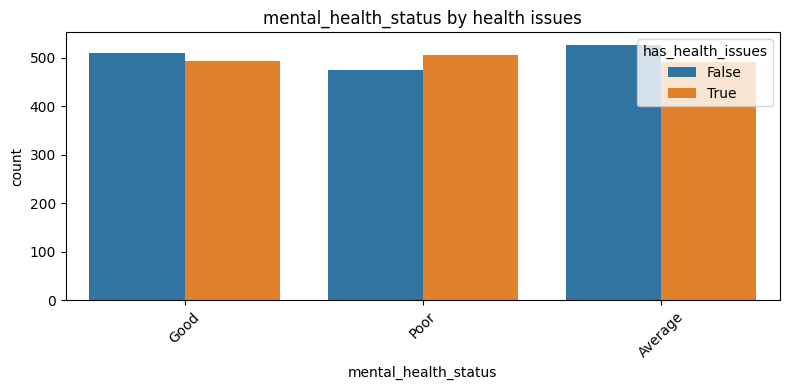 mental_health_status by health issues
has_health_issues
False
True
count
500
400
300
200
100
0
Good
Poor
Average
mental_health_status